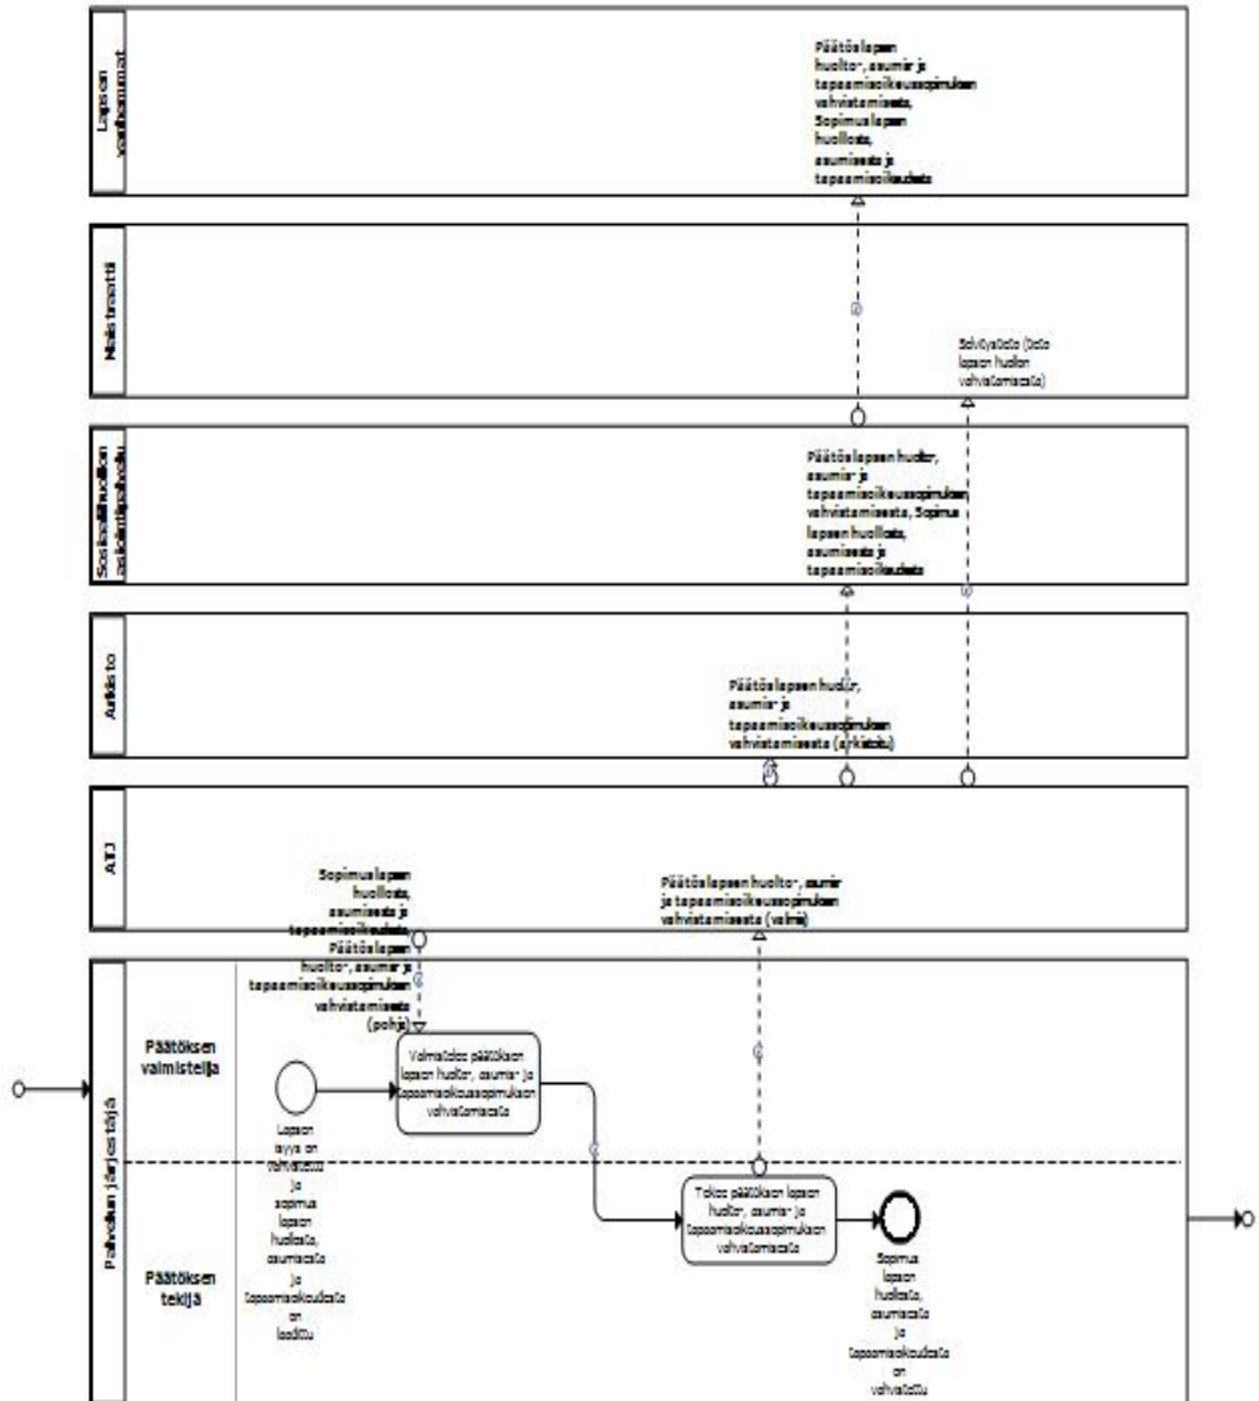 Lapsen
vanhemmat
Päätös lapsen
huolto-, asumis- ja
tapaamisoikeussopimuksen
vahvistamisesta,
Sopimus lapsen
huollosta,
asumisesta ja
tapaamisoikeudesta
Maistraatti
Selvitystieto (tieto
lapsen huollon
vahvistamisesta)
Sosiaalihuollon
asiointipalvelu
Päätös lapsen huolto-,
asumis- ja
tapaamisoikeussopimuksen
vahvistamisesta, Sopimus
lapsen huollosta,
asumisesta ja
tapaamisoikeudesta
Arkisto
Päätös lapsen huolto-,
asumis- ja
tapaamisoikeussopimuksen
vahvistamisesta (arkistoitu)
ATJ
Sopimus lapsen
huollosta,
asumisesta ja
tapaamisoikeudesta,
Päätös lapsen
huolto-, asumis- ja
tapaamisoikeussopimuksen
vahvistamisesta
(pohja)
Päätös lapsen huolto-, asumis-
ja tapaamisoikeussopimuksen
vahvistamisesta (valmis)
Palvelun järjestäjä
Päätöksen
valmistelija
Valmistelee päätöksen
lapsen huolto-, asumis- ja
tapaamisoikeussopimuksen
vahvistamisesta
Lapsen
isyys on
vahvistettu
ja
sopimus
lapsen
huollosta,
asumisesta
ja
tapaamisoikeudesta
on
laadittu
Päätöksen
tekijä
Tekee päätöksen lapsen
huolto-, asumis- ja
tapaamisoikeussopimuksen
vahvistamisesta
Sopimus
lapsen
huollosta,
asumisesta
ja
tapaamisoikeudesta
on
vahvistettu